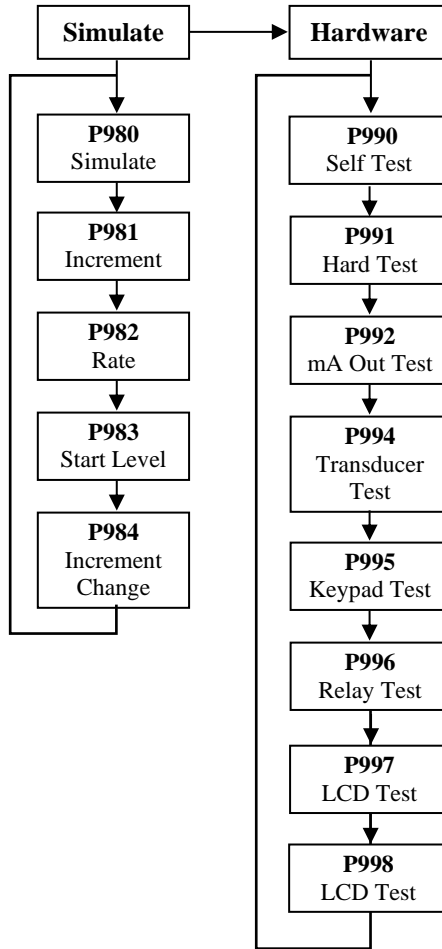 Simulate
P980
Simulate
P981
Increment
P982
Rate
P983
Start Level
P984
Increment
Change
Hardware
P990
Self Test
P991
Hard Test
P992
mA Out Test
P994
Transducer
Test
P995
Keypad Test
P996
Relay Test
P997
LCD Test
P998
LCD Test